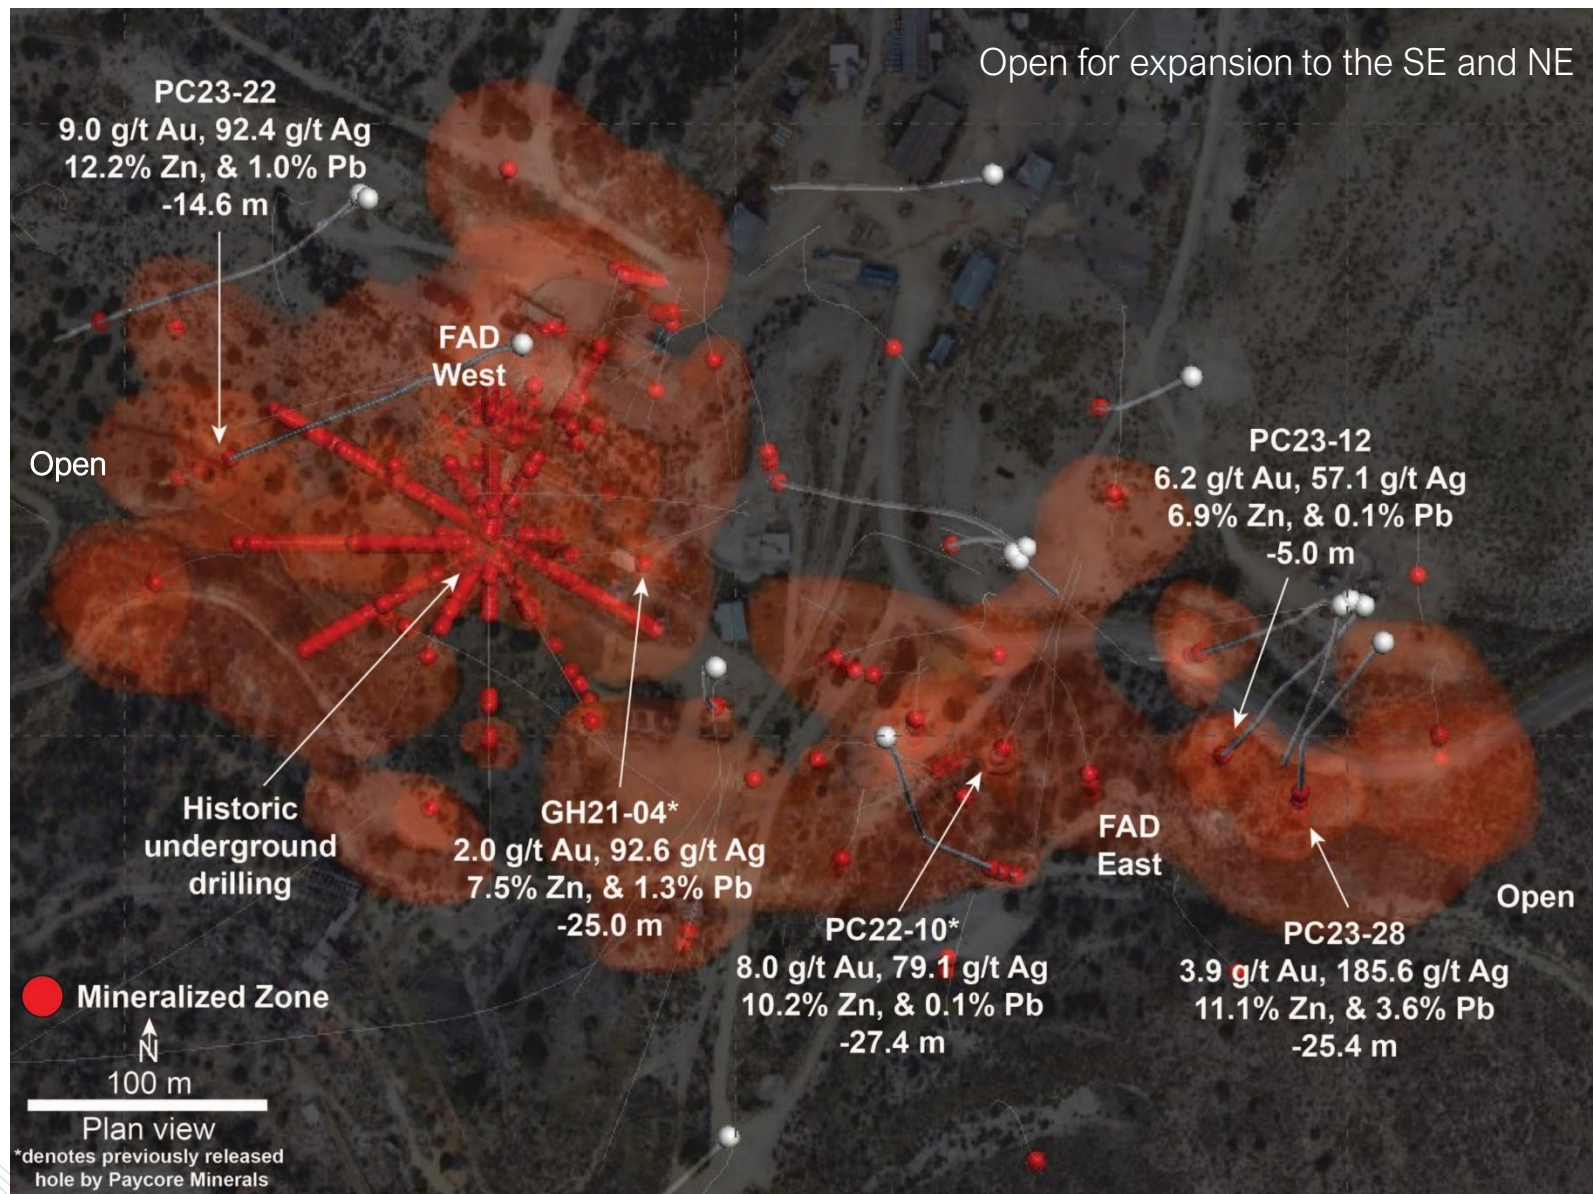 Open for expansion to the SE and NE
PC23-22
9.0 g/t Au, 92.4 g/t Ag
12.2% Zn, & 1.0% Pb
-14.6 m
FAD
West
Open
PC23-12
6.2 g/t Au, 57.1 g/t Ag
6.9% Zn, & 0.1% Pb
-5.0 m
Historic
underground
drilling
GH21-04*
2.0 g/t Au, 92.6 g/t Ag
7.5% Zn, & 1.3% Pb
-25.0 m
FAD
East
Open
PC22-10*
8.0 g/t Au, 79.1 g/t Ag
10.2% Zn, & 0.1% Pb
-27.4 m
PC23-28
3.9 g/t Au, 185.6 g/t Ag
11.1% Zn, & 3.6% Pb
-25.4 m
Mineralized Zone
N
100 m
Plan view
*denotes previously released
hole by Paycore Minerals